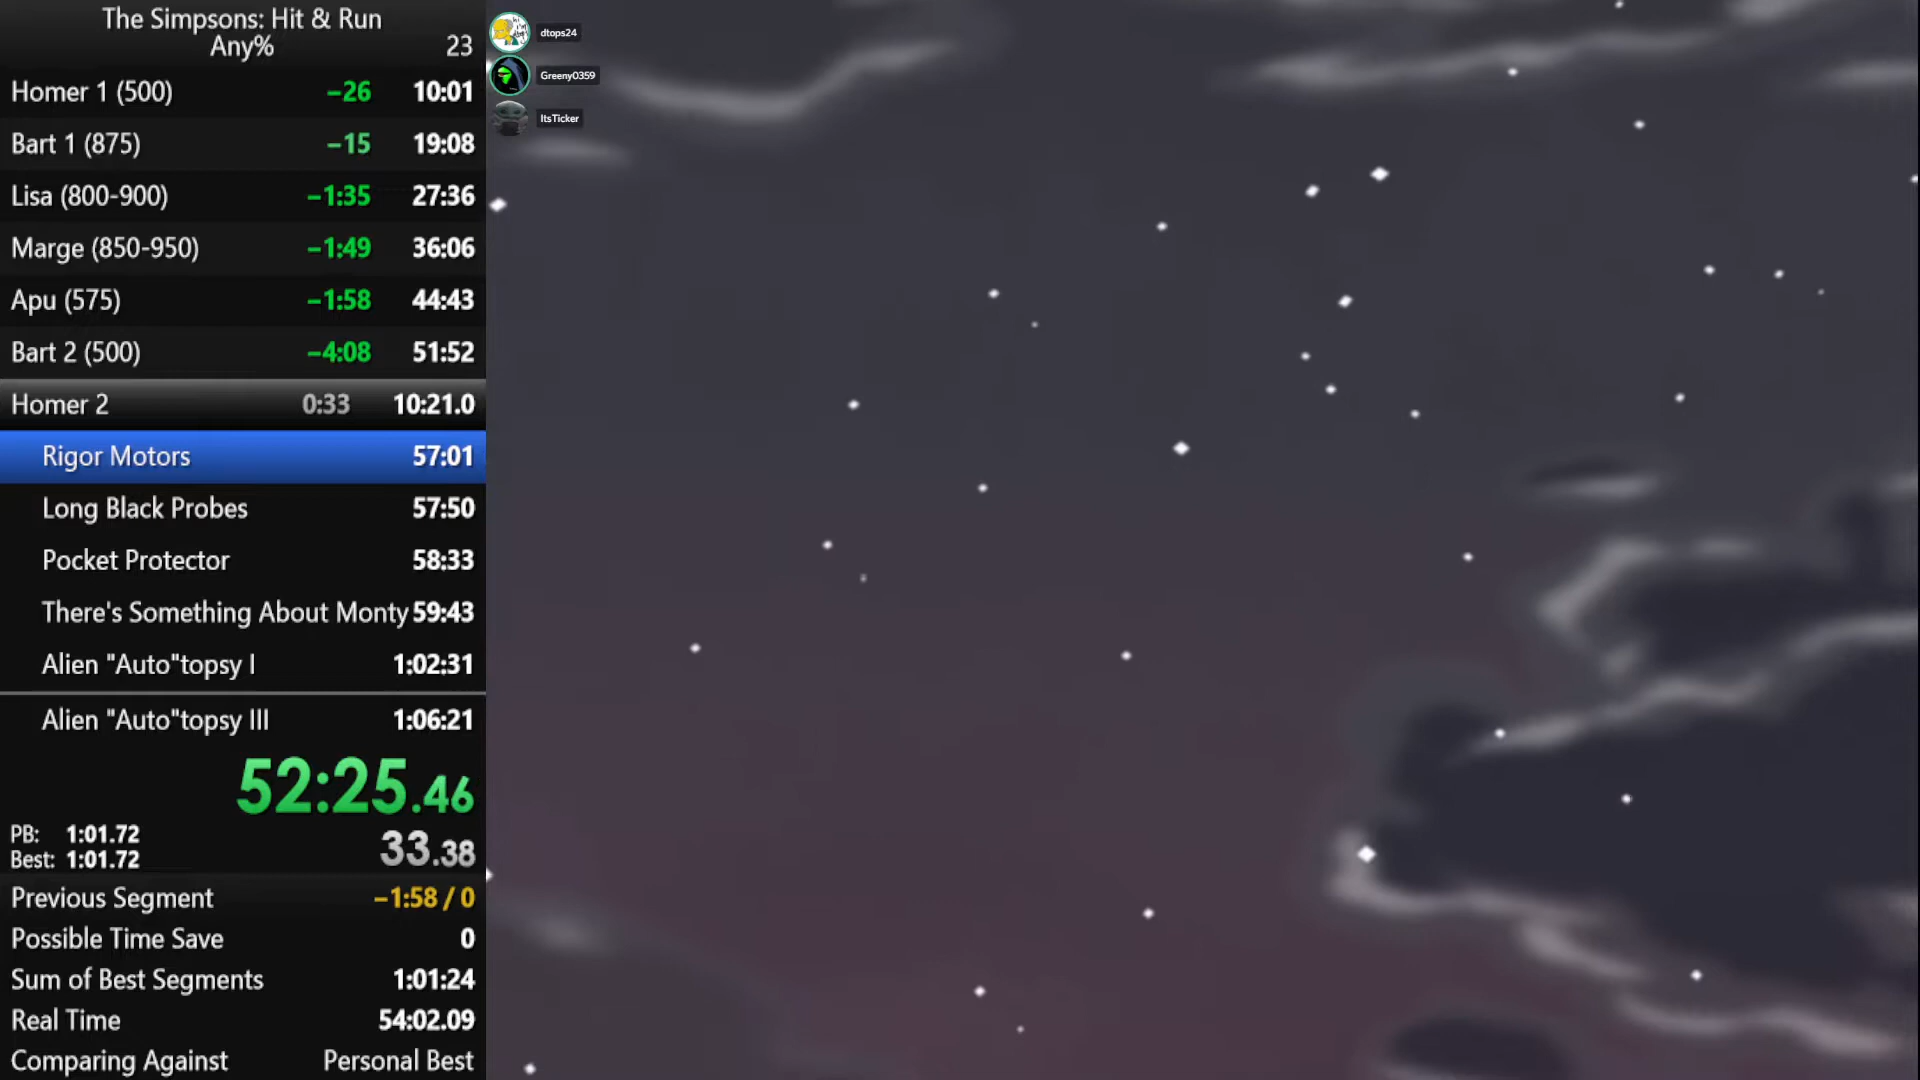 The Simpsons: Hit & Run
Any% 23
Homer 1 (500) −26 10:01
Bart 1 (875) −15 19:08
Lisa (800-900) −1:35 27:36
Marge (850-950) −1:49 36:06
Apu (575) −1:58 44:43
Bart 2 (500) −4:08 51:52
Homer 2 0:33 10:21.0
Rigor Motors 57:01
Long Black Probes 57:50
Pocket Protector 58:33
There's Something About Monty 59:43
Alien "Auto"topsy I 1:02:31
Alien "Auto"topsy III 1:06:21
52:25.46
PB: 1:01.72
Best: 1:01.72
33.38
Previous Segment −1:58 / 0
Possible Time Save 0
Sum of Best Segments 1:01:24
Real Time 54:02.09
Comparing Against Personal Best
dtops24
Greeny0359
ItsTicker